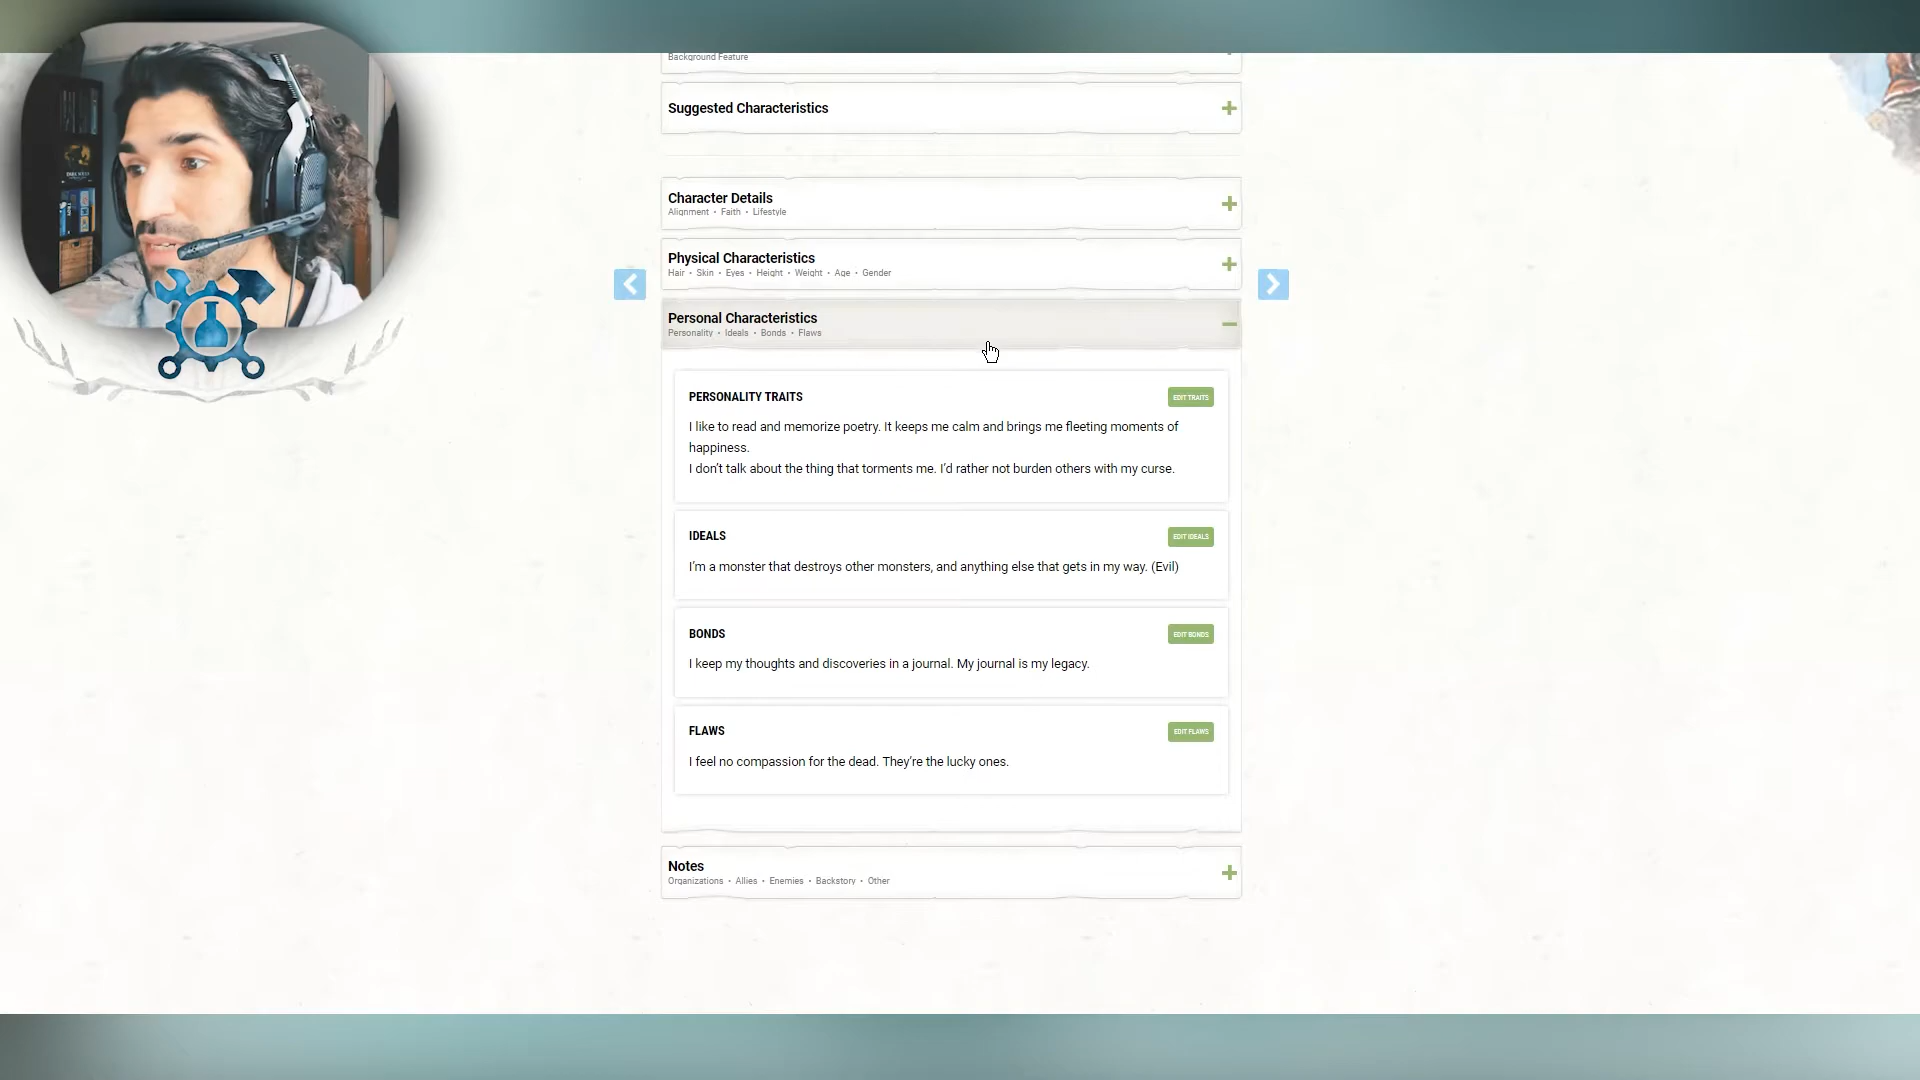 Background Feature
Suggested Characteristics
Character Details
Alignment • Faith • Lifestyle
Physical Characteristics
Hair • Skin • Eyes • Height • Weight • Age • Gender
Personal Characteristics
Personality • Ideals • Bonds • Flaws
PERSONALITY TRAITS
EDIT TRAITS
I like to read and memorize poetry. It keeps me calm and brings me fleeting moments of
happiness.
I don’t talk about the thing that torments me. I’d rather not burden others with my curse.
IDEALS
EDIT IDEALS
I’m a monster that destroys other monsters, and anything else that gets in my way. (Evil)
BONDS
EDIT BONDS
I keep my thoughts and discoveries in a journal. My journal is my legacy.
FLAWS
EDIT FLAWS
I feel no compassion for the dead. They’re the lucky ones.
Notes
Organizations • Allies • Enemies • Backstory • Other